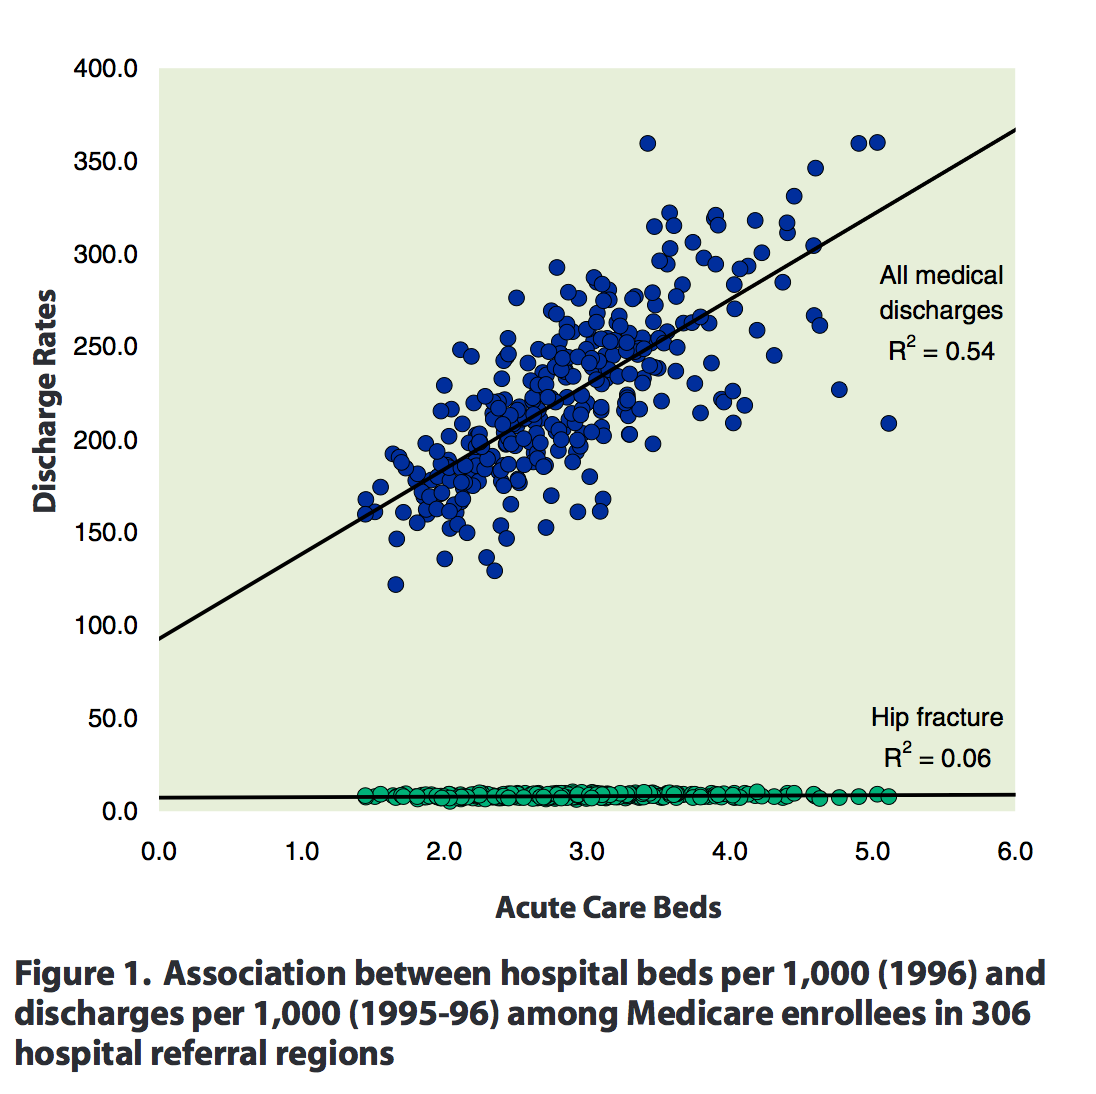 400.0
350.0
300.0
250.0
200.0
150.0
100.0
50.0
0.0
Discharge Rates
All medical
discharges
R² = 0.54
Hip fracture
R² = 0.06
0.0 1.0 2.0 3.0 4.0 5.0 6.0
Acute Care Beds
Figure 1. Association between hospital beds per 1,000 (1996) and
discharges per 1,000 (1995-96) among Medicare enrollees in 306
hospital referral regions